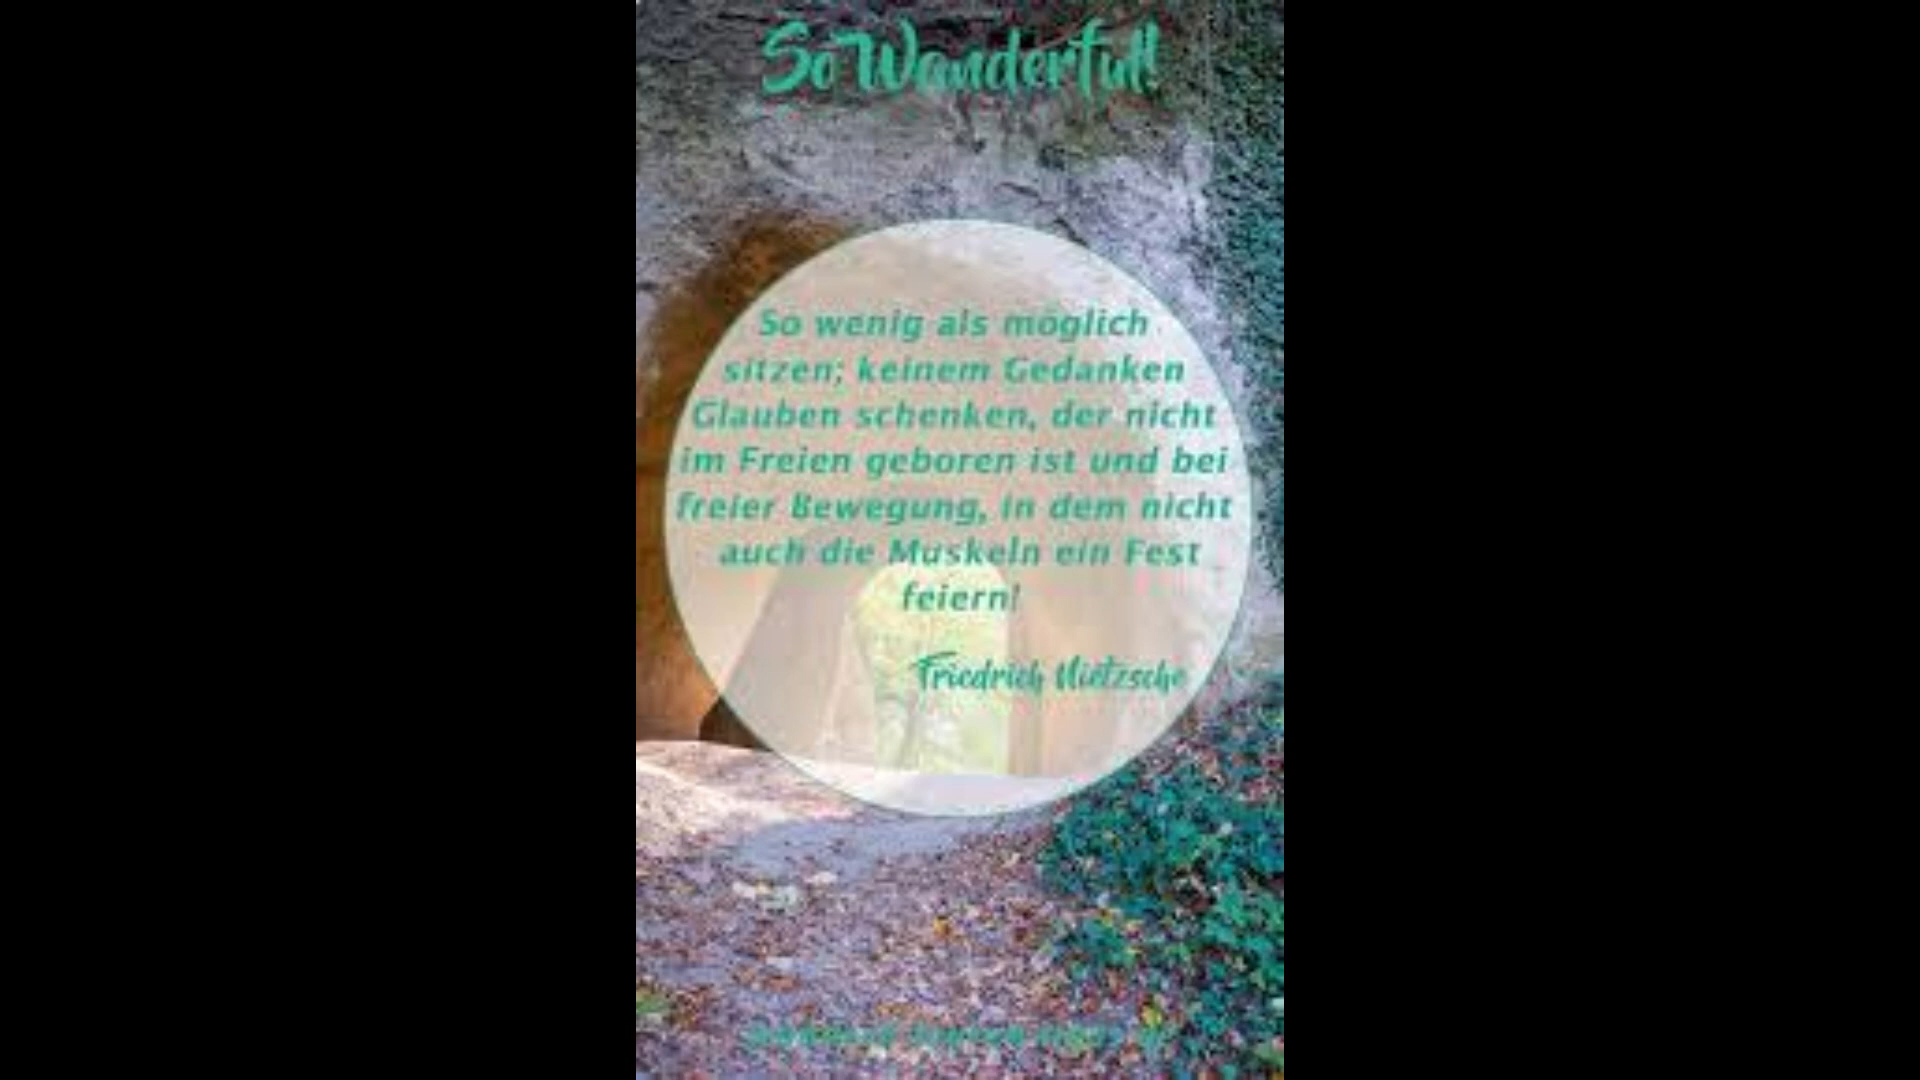 So Wanderful!
So wenig als möglich
sitzen; keinem Gedanken
Glauben schenken, der nicht
im Freien geboren ist und bei
freier Bewegung, in dem nicht
auch die Muskeln ein Fest
feiern!
Friedrich Nietzsche